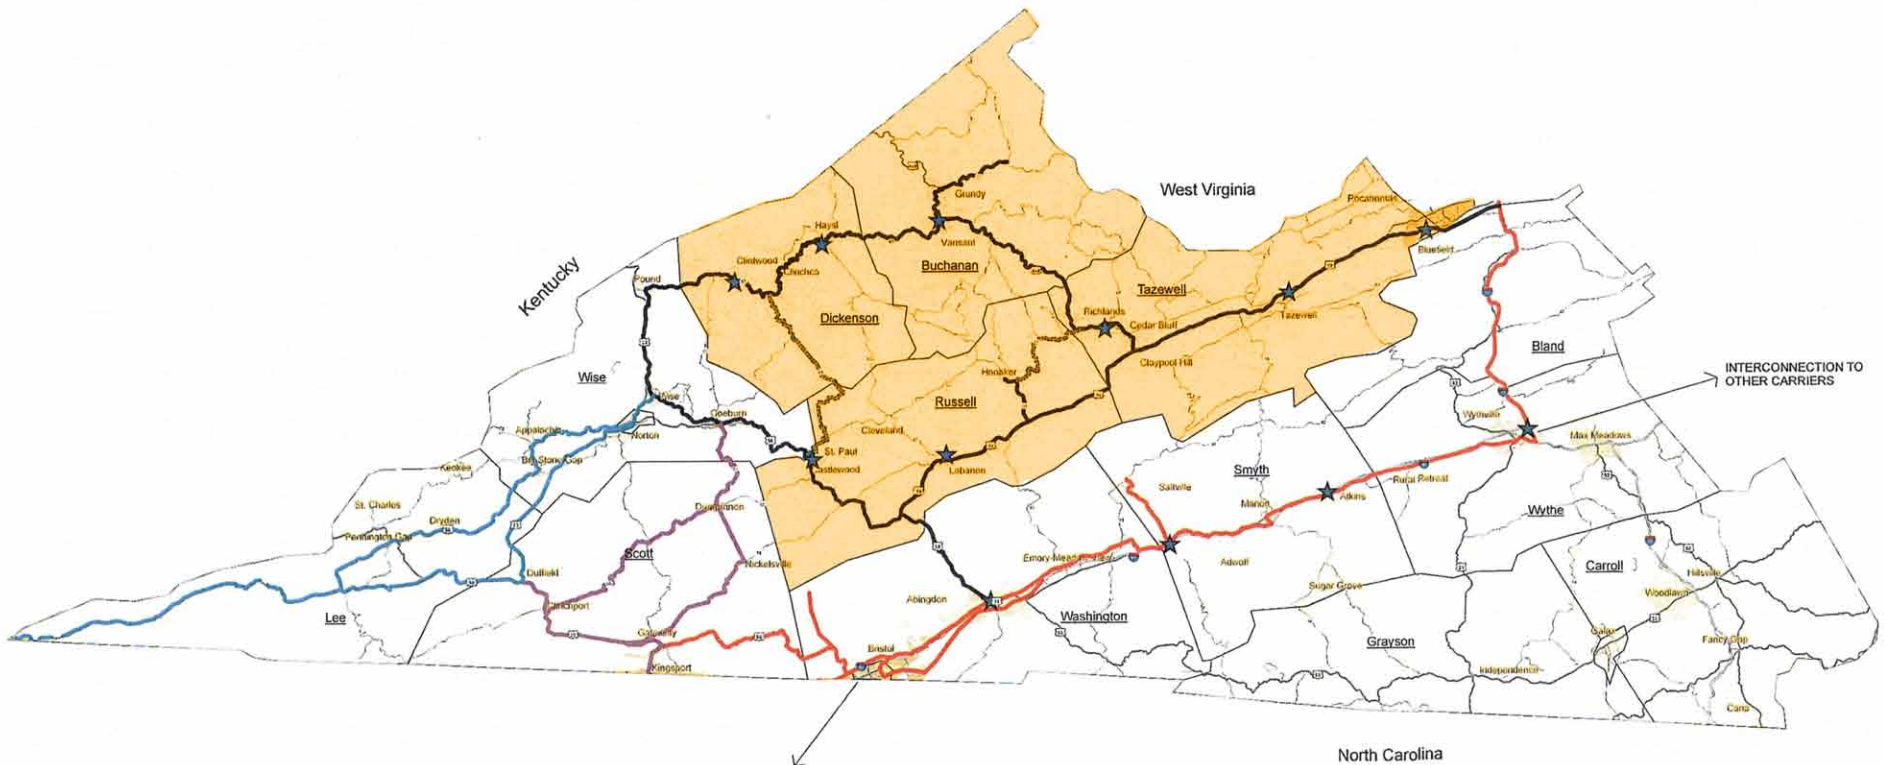 West Virginia
Kentucky
Pocahontas
Grundy
Haysi
Vansant
Bluefield
Clintwood
Clinchco
Buchanan
Pound
Tazewell
Richlands
Cedar Bluff
Tazewell
Dickenson
Claypool Hill
Bland
INTERCONNECTION TO
OTHER CARRIERS
Wise
Honaker
Wise
Russell
Coeburn
Wytheville
Appalachia
Norton
Cleveland
Max Meadows
Big Stone Gap
St. Paul
Castlewood
Lebanon
Smyth
Keokee
Rural Retreat
Saltville
Atkins
St. Charles
Marion
Dungannon
Wythe
Dryden
Pennington Gap
Scott
Emory-Meadowview
Adwolf
Nickelsville
Carroll
Duffield
Hillsville
Sugar Grove
Woodlawn
Abingdon
Clinchport
Washington
Lee
Gate City
Galax
Grayson
Fancy Gap
Bristol
Kingsport
Independence
Cana
North Carolina